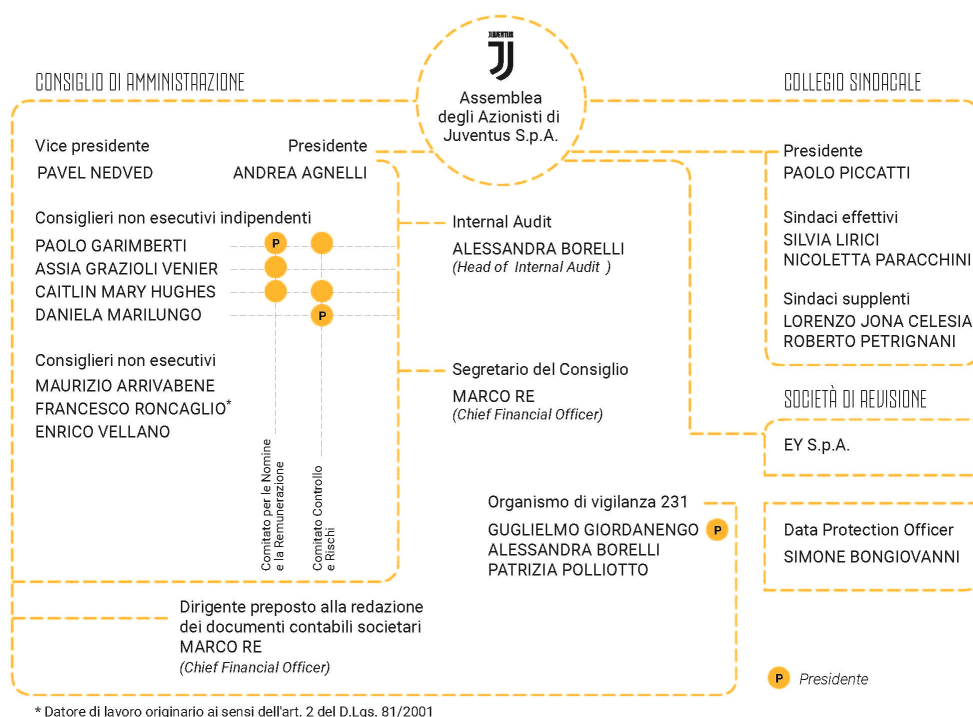 JUVENTUS
Assemblea
degli Azionisti di
Juventus S.p.A.
CONSIGLIO DI AMMINISTRAZIONE
Vice presidente
PAVEL NEDVED
Presidente
ANDREA AGNELLI
Consiglieri non esecutivi indipendenti
PAOLO GARIMBERTI P
ASSIA GRAZIOLI VENIER
CAITLIN MARY HUGHES
DANIELA MARILUNGO P
Consiglieri non esecutivi
MAURIZIO ARRIVABENE
FRANCESCO RONCAGLIO*
ENRICO VELLANO
Comitato per le Nomine
e la Remunerazione
Comitato Controllo
e Rischi
Internal Audit
ALESSANDRA BORELLI
(Head of Internal Audit )
Segretario del Consiglio
MARCO RE
(Chief Financial Officer)
Organismo di vigilanza 231
GUGLIELMO GIORDANENGO P
ALESSANDRA BORELLI
PATRIZIA POLLIOTTO
Dirigente preposto alla redazione
dei documenti contabili societari
MARCO RE
(Chief Financial Officer)
COLLEGIO SINDACALE
Presidente
PAOLO PICCATTI
Sindaci effettivi
SILVIA LIRICI
NICOLETTA PARACCHINI
Sindaci supplenti
LORENZO JONA CELESIA
ROBERTO PETRIGNANI
SOCIETÀ DI REVISIONE
EY S.p.A.
Data Protection Officer
SIMONE BONGIOVANNI
P Presidente
* Datore di lavoro originario ai sensi dell'art. 2 del D.Lgs. 81/2001